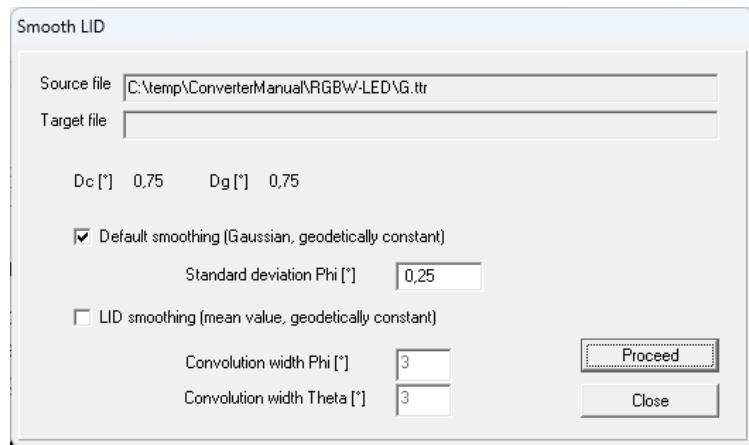 Smooth LID
Source file C:\temp\ConverterManual\RGBW-LED\G.ttr
Target file
Dc [°] 0,75 Dg [°] 0,75
Default smoothing (Gaussian, geodetically constant)
Standard deviation Phi [°] 0,25
LID smoothing (mean value, geodetically constant)
Convolution width Phi [°] 3
Proceed
Convolution width Theta [°] 3
Close